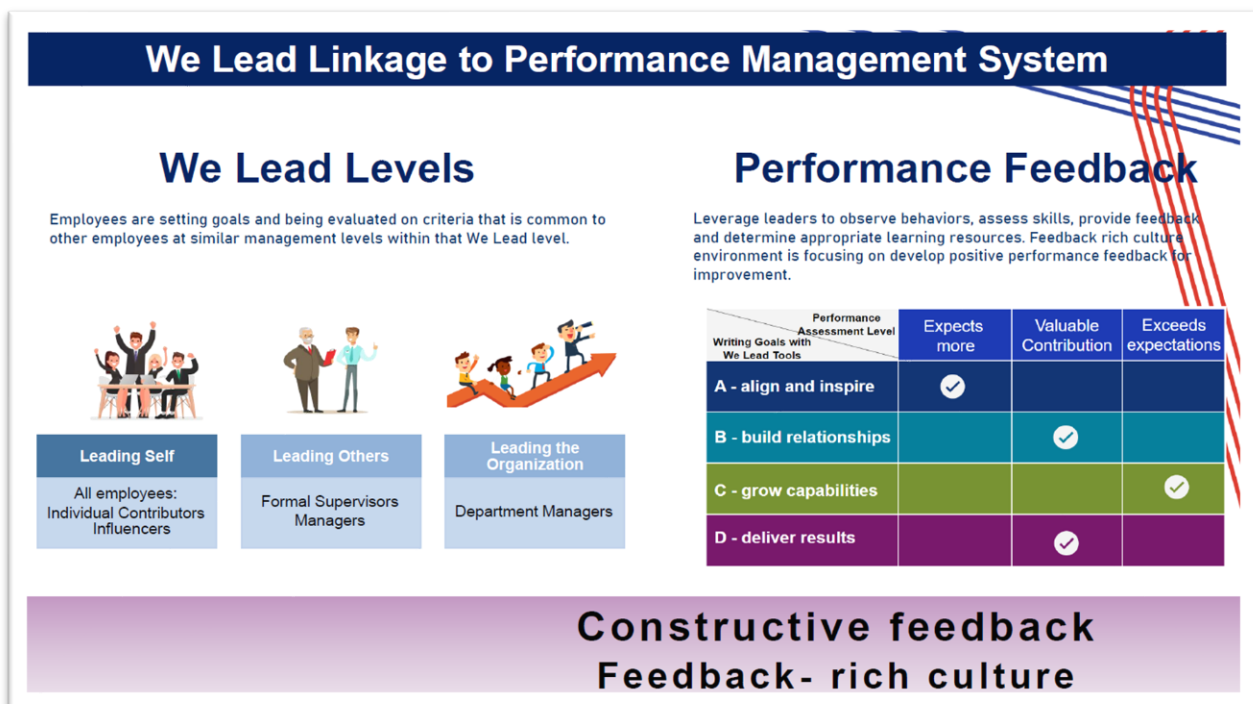 We Lead Linkage to Performance Management System
We Lead Levels
Employees are setting goals and being evaluated on criteria that is common to
other employees at similar management levels within that We Lead level.
Leading Self
All employees:
Individual Contributors
Influencers
Leading Others
Formal Supervisors
Managers
Leading the
Organization
Department Managers
Performance Feedback
Leverage leaders to observe behaviors, assess skills, provide feedback
and determine appropriate learning resources. Feedback rich culture
environment is focusing on develop positive performance feedback for
improvement.
Performance
Assessment Level
Writing Goals with
We Lead Tools
Expects
more
Valuable
Contribution
Exceeds
expectations
A - align and inspire
B - build relationships
C - grow capabilities
D - deliver results
Constructive feedback
Feedback- rich culture